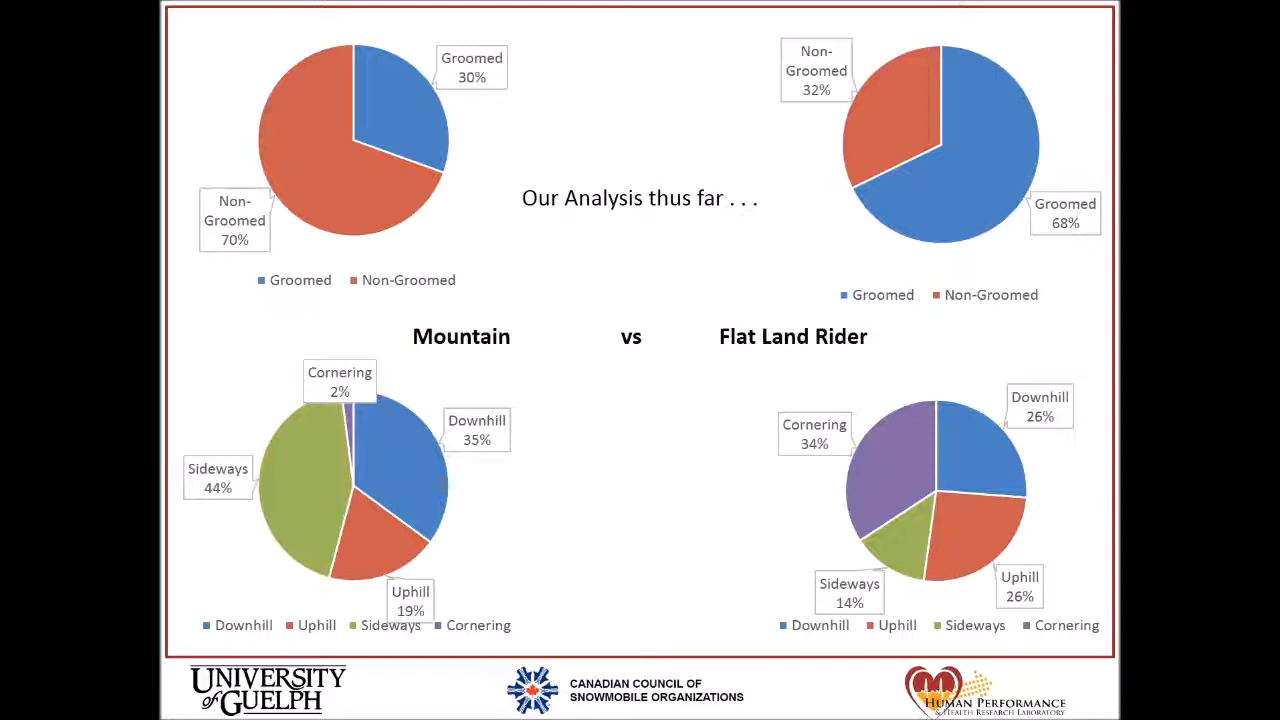 Groomed
30%
Non-
Groomed
70%
Groomed
Non-Groomed
Non-
Groomed
32%
Groomed
68%
Groomed
Non-Groomed
Our Analysis thus far . . .
Mountain
vs
Flat Land Rider
Cornering
2%
Downhill
35%
Sideways
44%
Uphill
19%
Downhill
Uphill
Sideways
Cornering
Downhill
26%
Cornering
34%
Sideways
14%
Uphill
26%
Downhill
Uphill
Sideways
Cornering
UNIVERSITY
of GUELPH
CANADIAN COUNCIL OF
SNOWMOBILE ORGANIZATIONS
HUMAN PERFORMANCE
& HEALTH RESEARCH LABORATORY